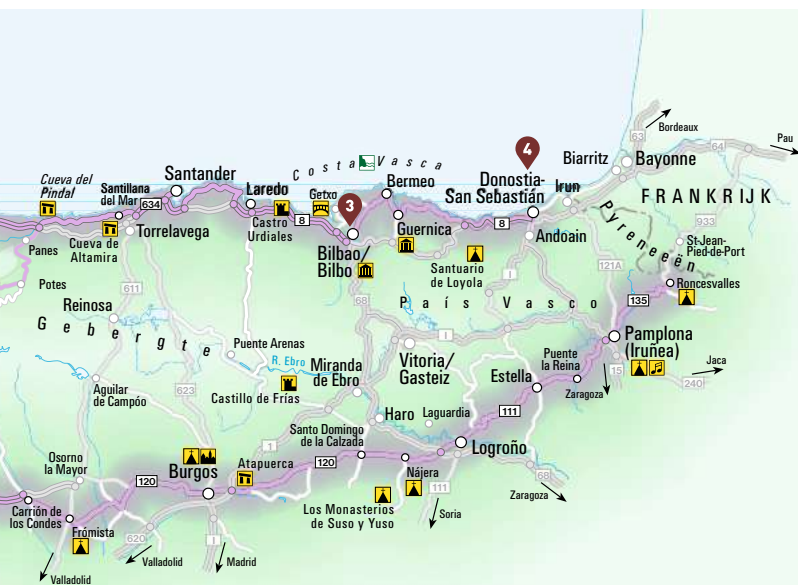 Bordeaux
63
64
Pau
4
Biarritz
Bayonne
Costa Vasca
Cueva del
Pindal
Santillana
del Mar
Santander
Laredo
Getxo
Bermeo
Donostia-
San Sebastián
Irun
FRANKRIJK
634
3
Castro
Urdiales
8
Guernica
8
Pyreneeën
933
Panes
Cueva de
Altamira
Torrelavega
Bilbao/
Bilbo
Andoain
St-Jean-
Pied-de-Port
Santuario
de Loyola
I
121A
Potes
611
68
País Vasco
135
Roncesvalles
Reinosa
Gebergte
Puente Arenas
R. Ebro
I
Pamplona
(Iruñea)
Vitoria/
Gasteiz
Puente
la Reina
Miranda
de Ebro
Estella
15
Jaca
240
Aguilar
de Campóo
623
Castillo de Frías
Zaragoza
Haro
Laguardia
111
Santo Domingo
de la Calzada
1
Logroño
Osorno
la Mayor
Burgos
Atapuerca
120
Nájera
68
120
111
Zaragoza
Carrión de
los Condes
Los Monasterios
de Suso y Yuso
Soria
Frómista
620
I
Valladolid
Madrid
Valladolid